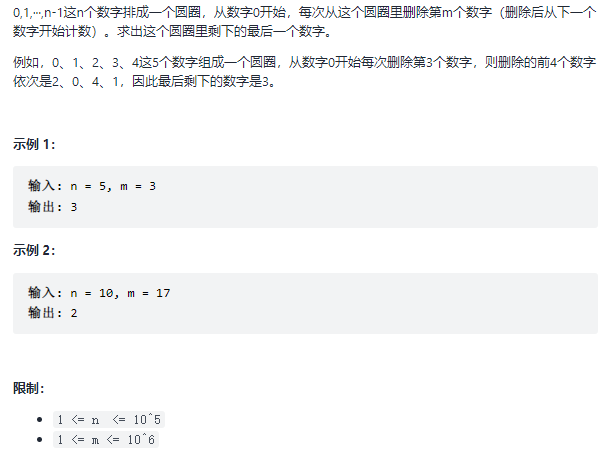 0,1,···,n-1这n个数字排成一个圆圈，从数字0开始，每次从这个圆圈里删除第m个数字（删除后从下一个
数字开始计数）。求出这个圆圈里剩下的最后一个数字。
例如，0、1、2、3、4这5个数字组成一个圆圈，从数字0开始每次删除第3个数字，则删除的前4个数字
依次是2、0、4、1，因此最后剩下的数字是3。
示例 1：
输入: n = 5, m = 3
输出: 3
示例 2：
输入: n = 10, m = 17
输出: 2
限制：
• 1 <= n <= 10^5
• 1 <= m <= 10^6